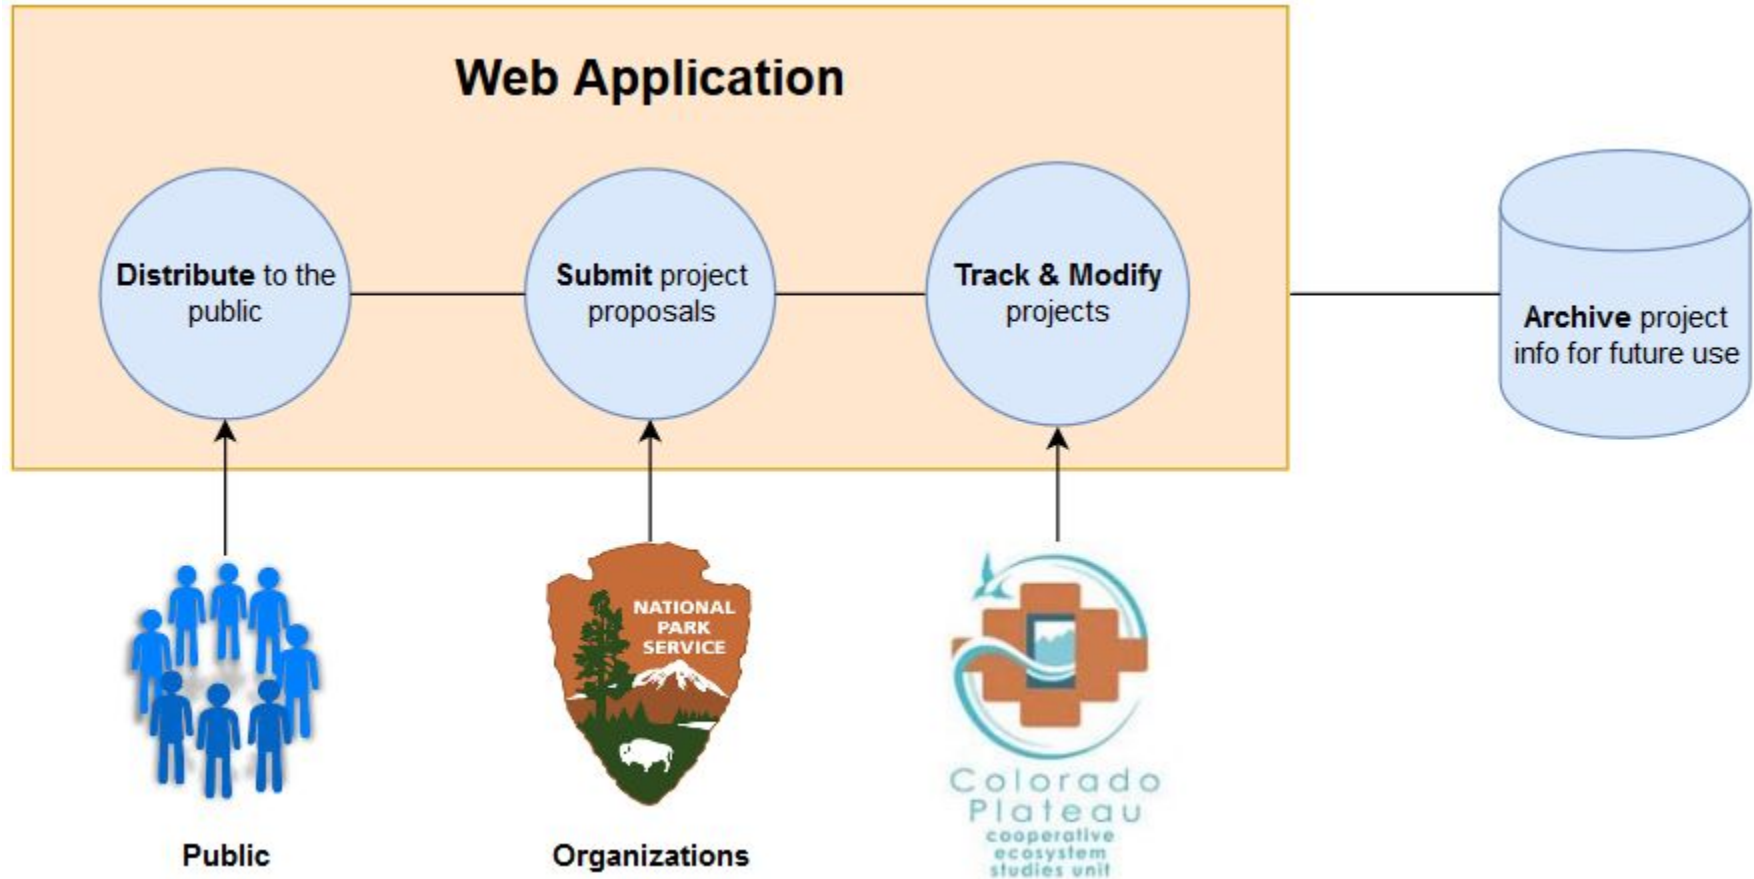 Web Application
Distribute to the
public
Submit project
proposals
Track & Modify
projects
Archive project
info for future use
NATIONAL
PARK
SERVICE
Colorado
Plateau
cooperative
ecosystem
studies unit
Public
Organizations